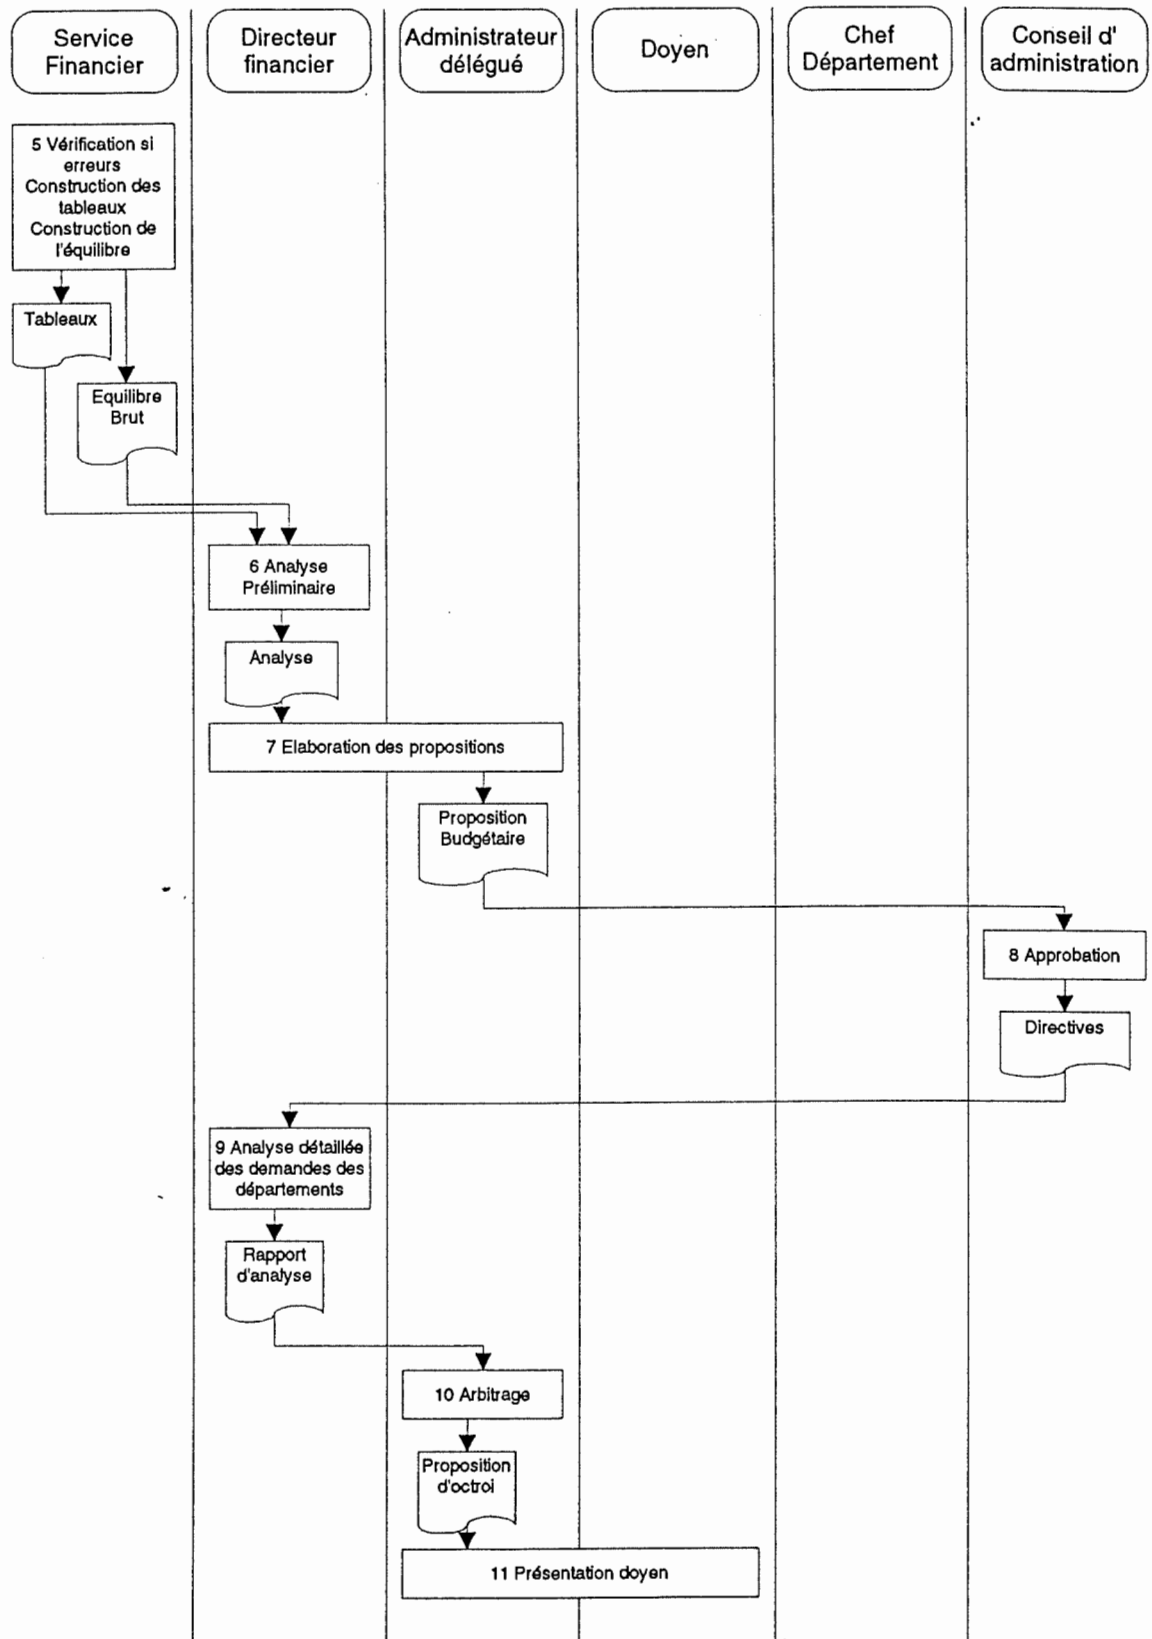 Service
Financier
Directeur
financier
Administrateur
délégué
Doyen
Chef
Département
Conseil d'
administration
5 Vérification si
erreurs
Construction des
tableaux
Construction de
l'équilibre
Tableaux
Equilibre
Brut
6 Analyse
Préliminaire
Analyse
7 Elaboration des propositions
Proposition
Budgétaire
8 Approbation
Directives
9 Analyse détaillée
des demandes des
départements
Rapport
d'analyse
10 Arbitrage
Proposition
d'octroi
11 Présentation doyen